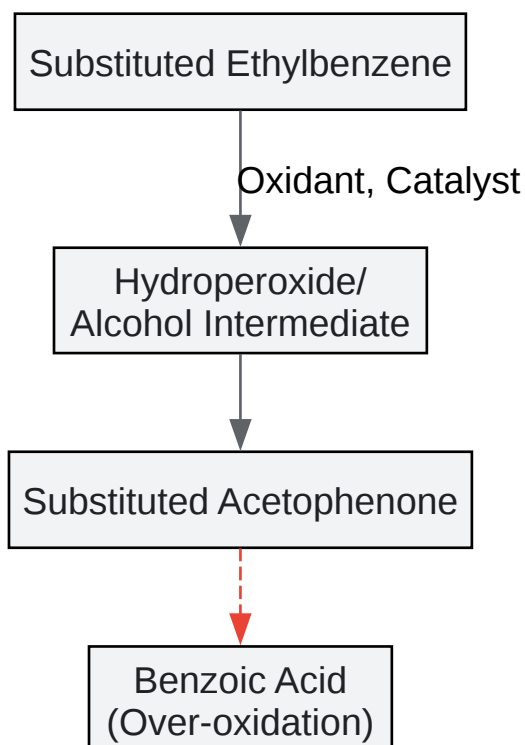 Substituted Ethylbenzene
Oxidant, Catalyst
Hydroperoxide/
Alcohol Intermediate
Substituted Acetophenone
Benzoic Acid
(Over-oxidation)